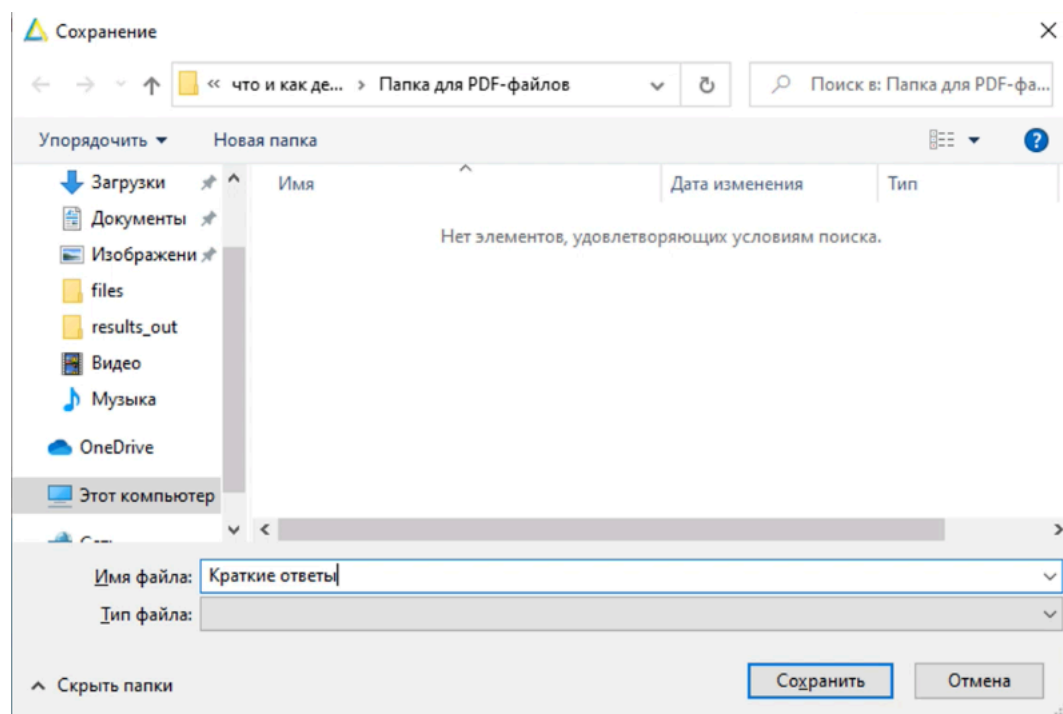 Сохранение
« что и как де... › Папка для PDF-файлов
Поиск в: Папка для PDF-фа...
Упорядочить Новая папка
?
Имя Дата изменения Тип
Загрузки
Документы
Изображени
files
results_out
Видео
Музыка
OneDrive
Этот компьютер
Нет элементов, удовлетворяющих условиям поиска.
Имя файла: Краткие ответы
Тип файла:
Скрыть папки
Сохранить Отмена